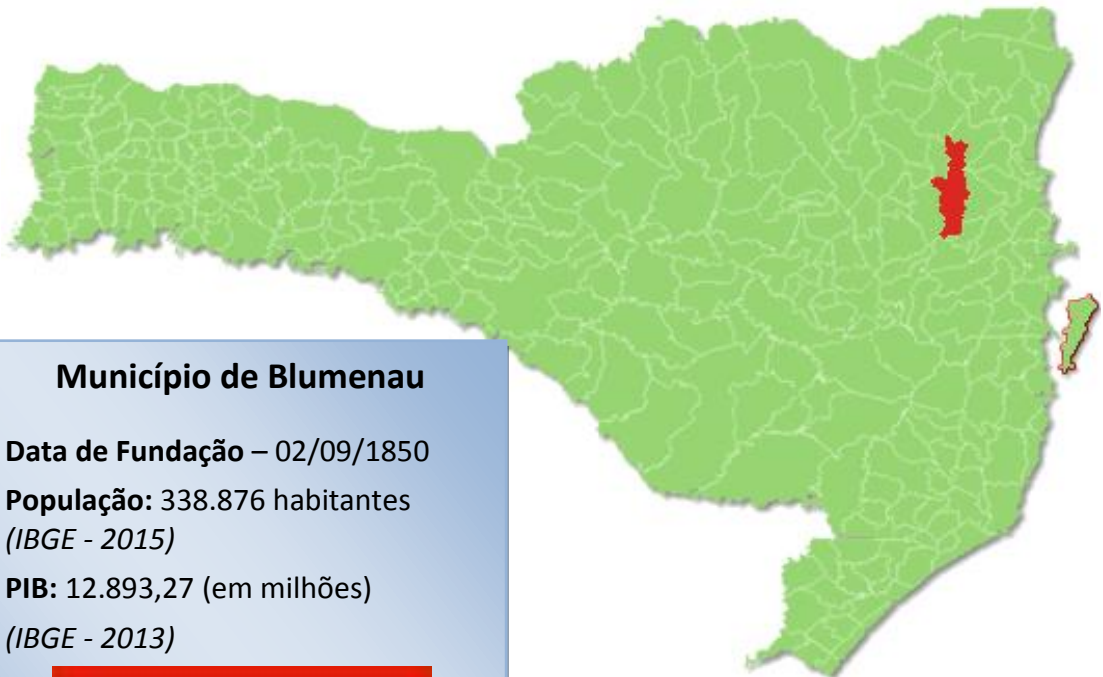 Município de Blumenau
Data de Fundação – 02/09/1850
População: 338.876 habitantes
(IBGE - 2015)
PIB: 12.893,27 (em milhões)
(IBGE - 2013)